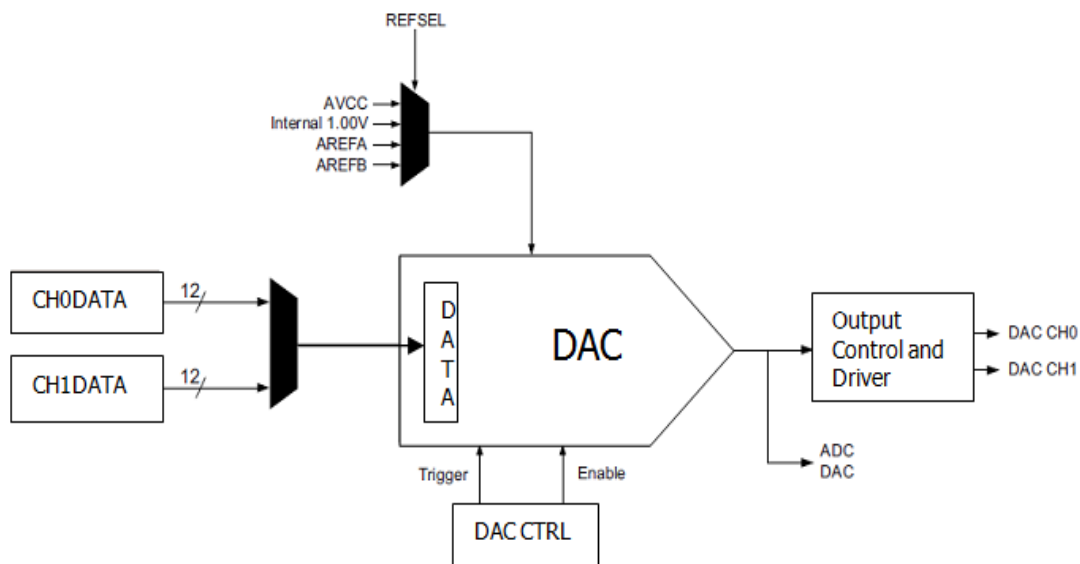 REFSEL
AVCC
Internal 1.00V
AREFA
AREFB
CH0DATA
12
CH1DATA
12
D
A
T
A
DAC
Output
Control and
Driver
DAC CH0
DAC CH1
ADC
DAC
Trigger
Enable
DAC CTRL